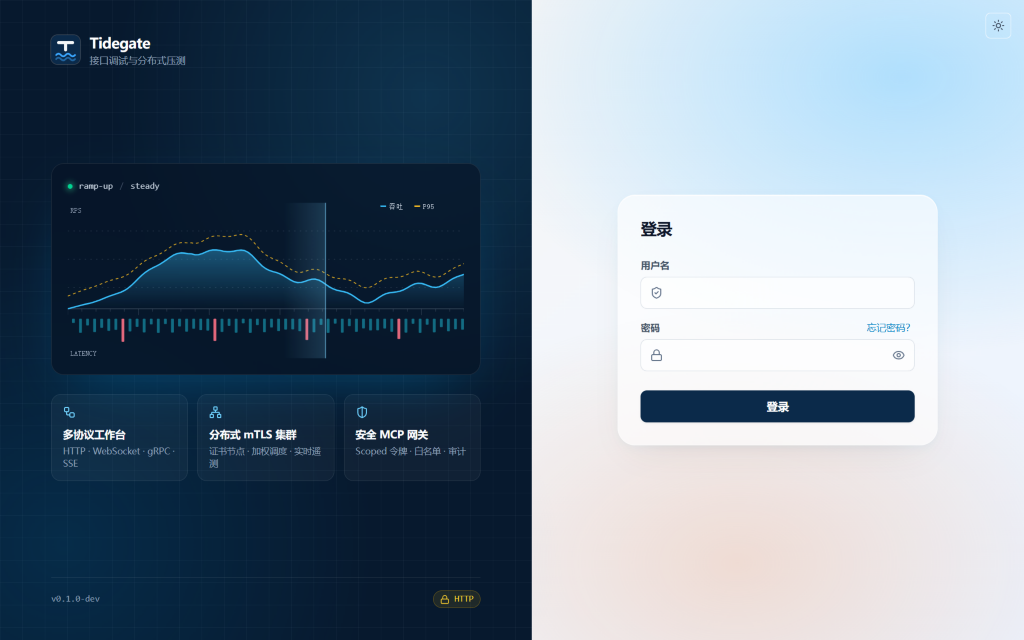 Tidegate
接口调试与分布式压测
ramp-up / steady
RPS
吞吐
P95
LATENCY
多协议工作台
HTTP · WebSocket · gRPC ·
SSE
分布式 mTLS 集群
证书节点 · 加权调度 · 实时遥
测
安全 MCP 网关
Scoped 令牌 · 白名单 · 审计
v0.1.0-dev
HTTP
登录
用户名
密码
忘记密码?
登录